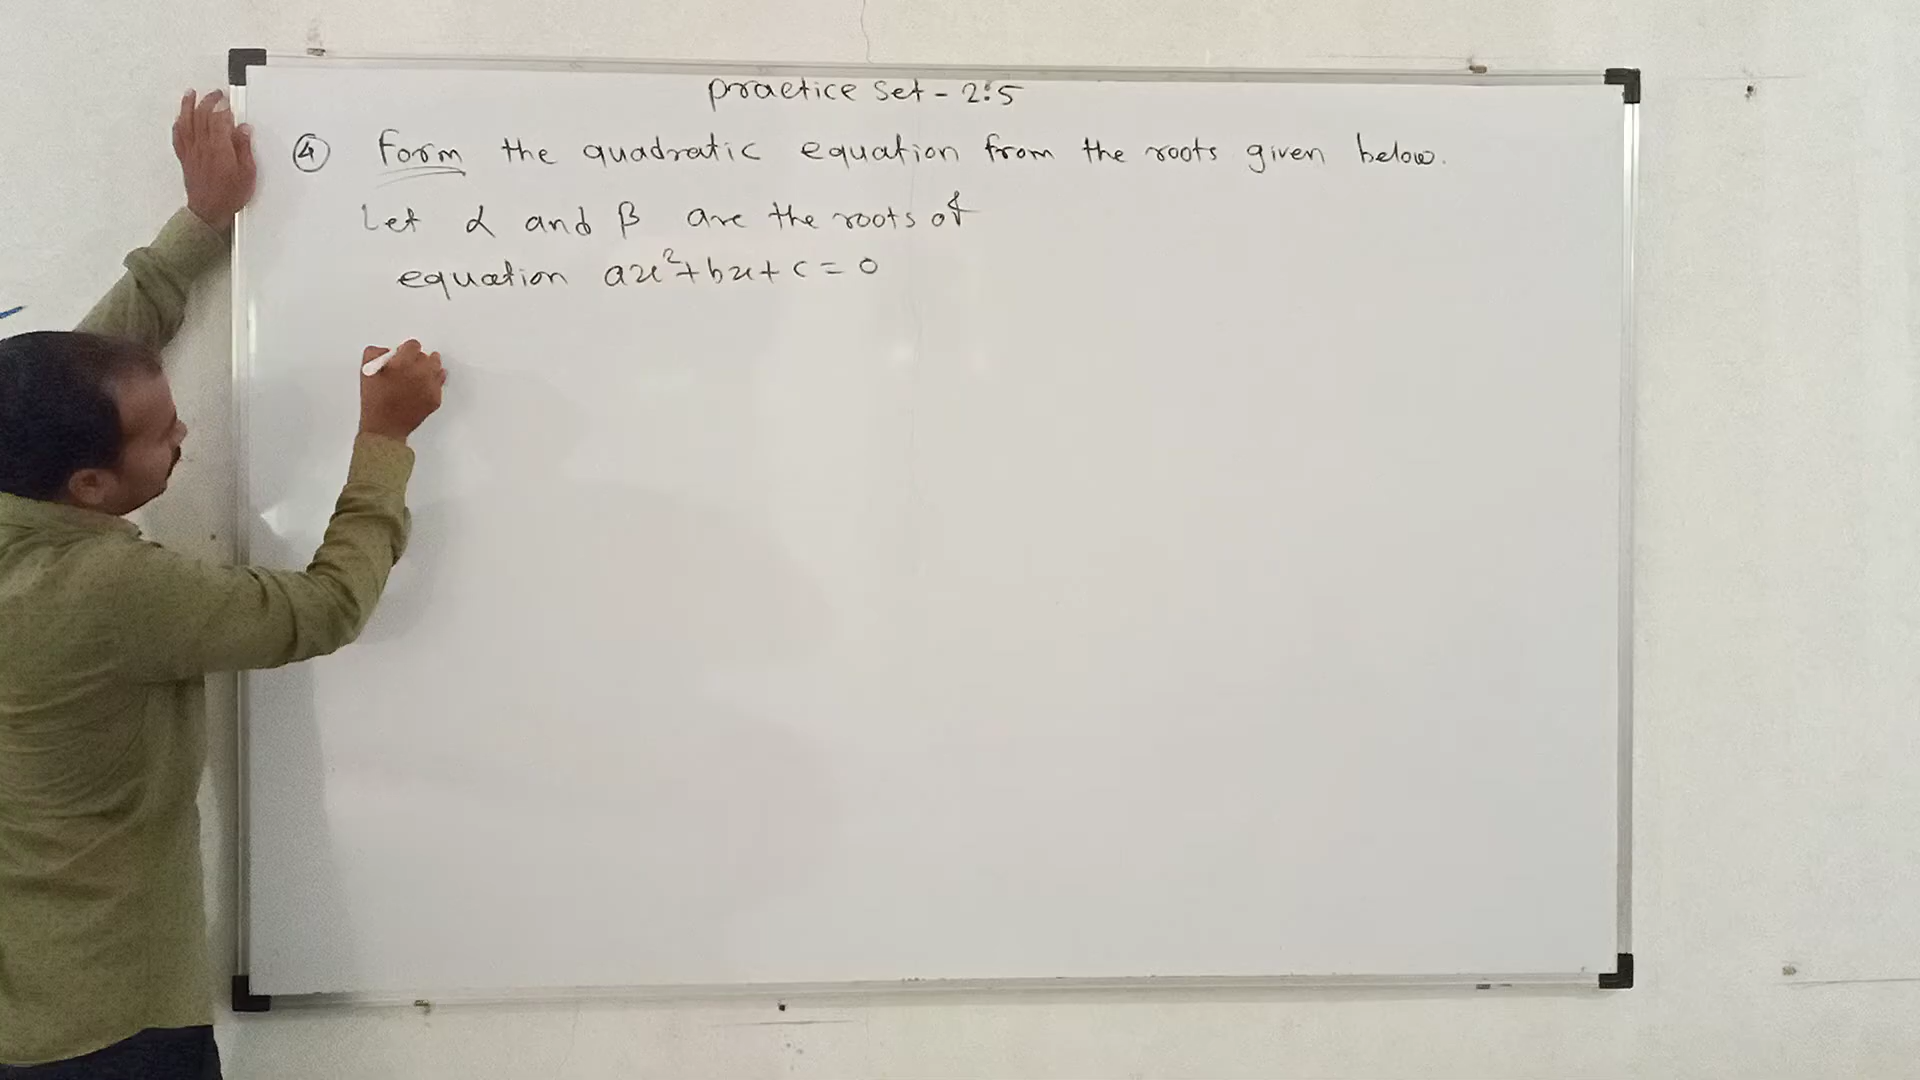 practice Set - 2:5
④ Form the quadratic equation from the roots given below.
Let α and β are the roots of
equation ax²+bx+c=0